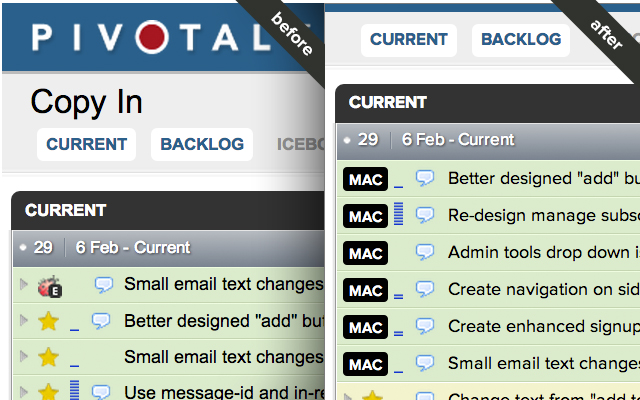 PIVOTAL
before
Copy In
CURRENT BACKLOG ICEBO
CURRENT
29 6 Feb - Current
E Small email text changes
Better designed "add" bu
Small email text changes
Use message-id and in-re
after
CURRENT BACKLOG
CURRENT
29 6 Feb - Current
MAC Better designed "add" bu
MAC Re-design manage subsc
MAC Admin tools drop down is
MAC Create navigation on sid
MAC Create enhanced signup
MAC Small email text changes
Change text from "add to